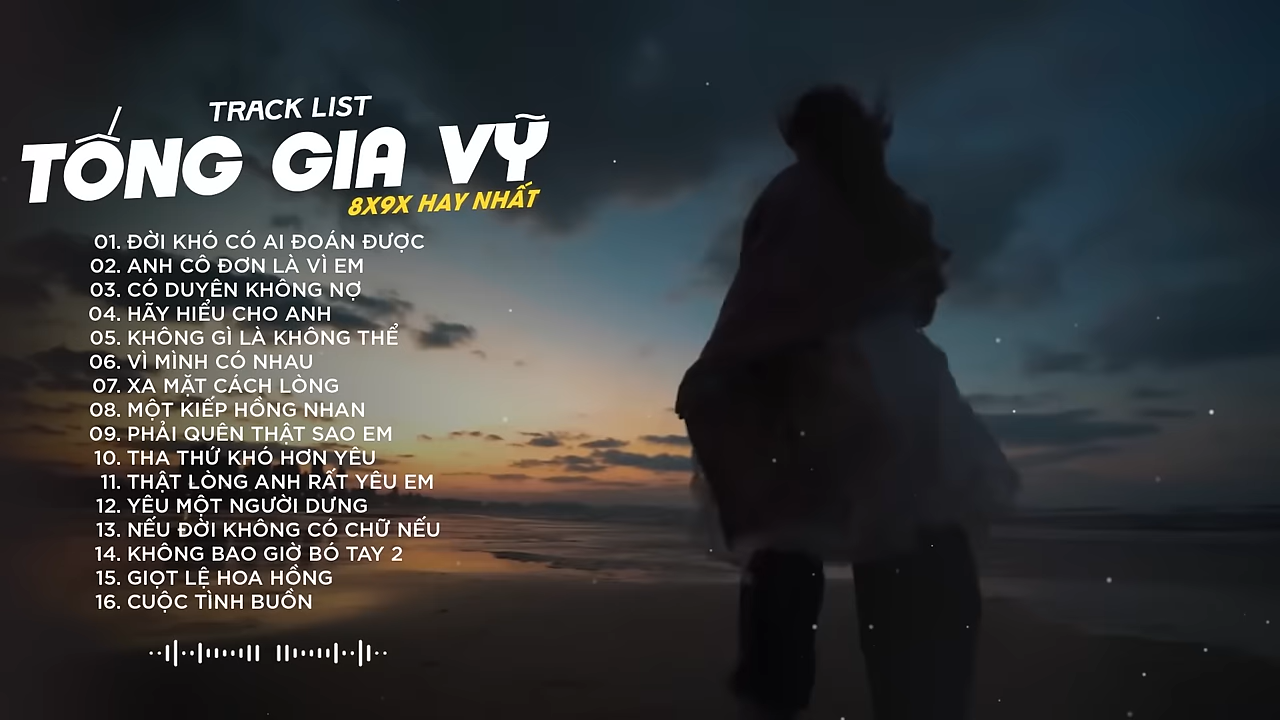 TRACK LIST
TỐNG GIA VỸ
8X9X HAY NHẤT
01. ĐỜI KHÓ CÓ AI ĐOÁN ĐƯỢC
02. ANH CÔ ĐƠN LÀ VÌ EM
03. CÓ DUYÊN KHÔNG NỢ
04. HÃY HIỂU CHO ANH
05. KHÔNG GÌ LÀ KHÔNG THỂ
06. VÌ MÌNH CÓ NHAU
07. XA MẶT CÁCH LÒNG
08. MỘT KIẾP HỒNG NHAN
09. PHẢI QUÊN THẬT SAO EM
10. THA THỨ KHÓ HƠN YÊU
11. THẬT LÒNG ANH RẤT YÊU EM
12. YÊU MỘT NGƯỜI DƯNG
13. NẾU ĐỜI KHÔNG CÓ CHỮ NẾU
14. KHÔNG BAO GIỜ BÓ TAY 2
15. GIỌT LỆ HOA HỒNG
16. CUỘC TÌNH BUỒN